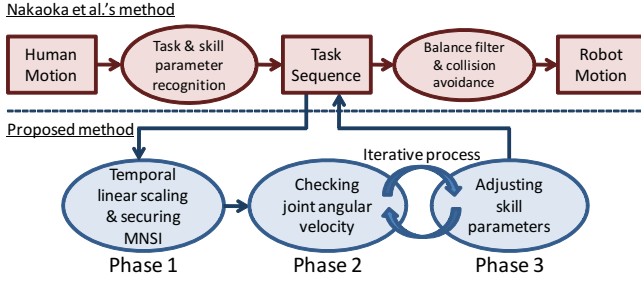 Nakaoka et al.'s method
Human
Motion
Task & skill
parameter
recognition
Task
Sequence
Balance filter
& collision
avoidance
Robot
Motion
Proposed method
Iterative process
Temporal
linear scaling
& securing
MNSI
Checking
joint angular
velocity
Adjusting
skill
parameters
Phase 1
Phase 2
Phase 3